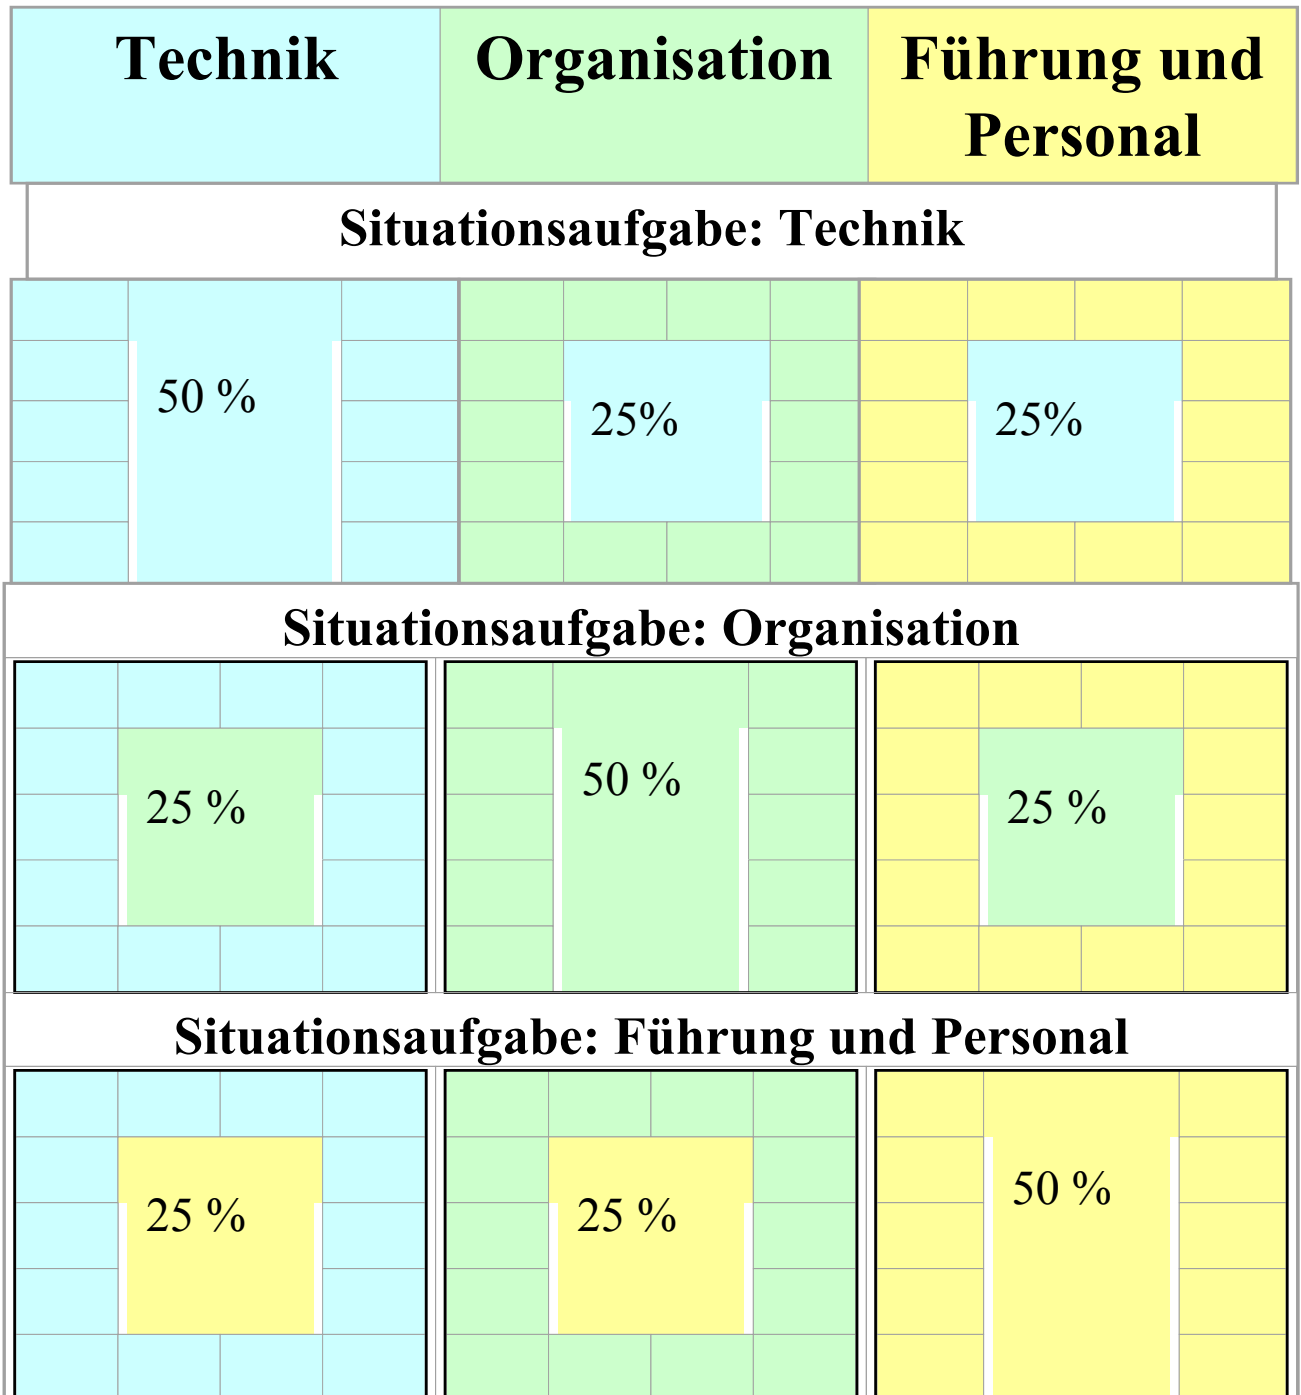 Technik
Organisation
Führung und
Personal
Situationsaufgabe: Technik
50 %
25%
25%
Situationsaufgabe: Organisation
25 %
50 %
25 %
Situationsaufgabe: Führung und Personal
25 %
25 %
50 %